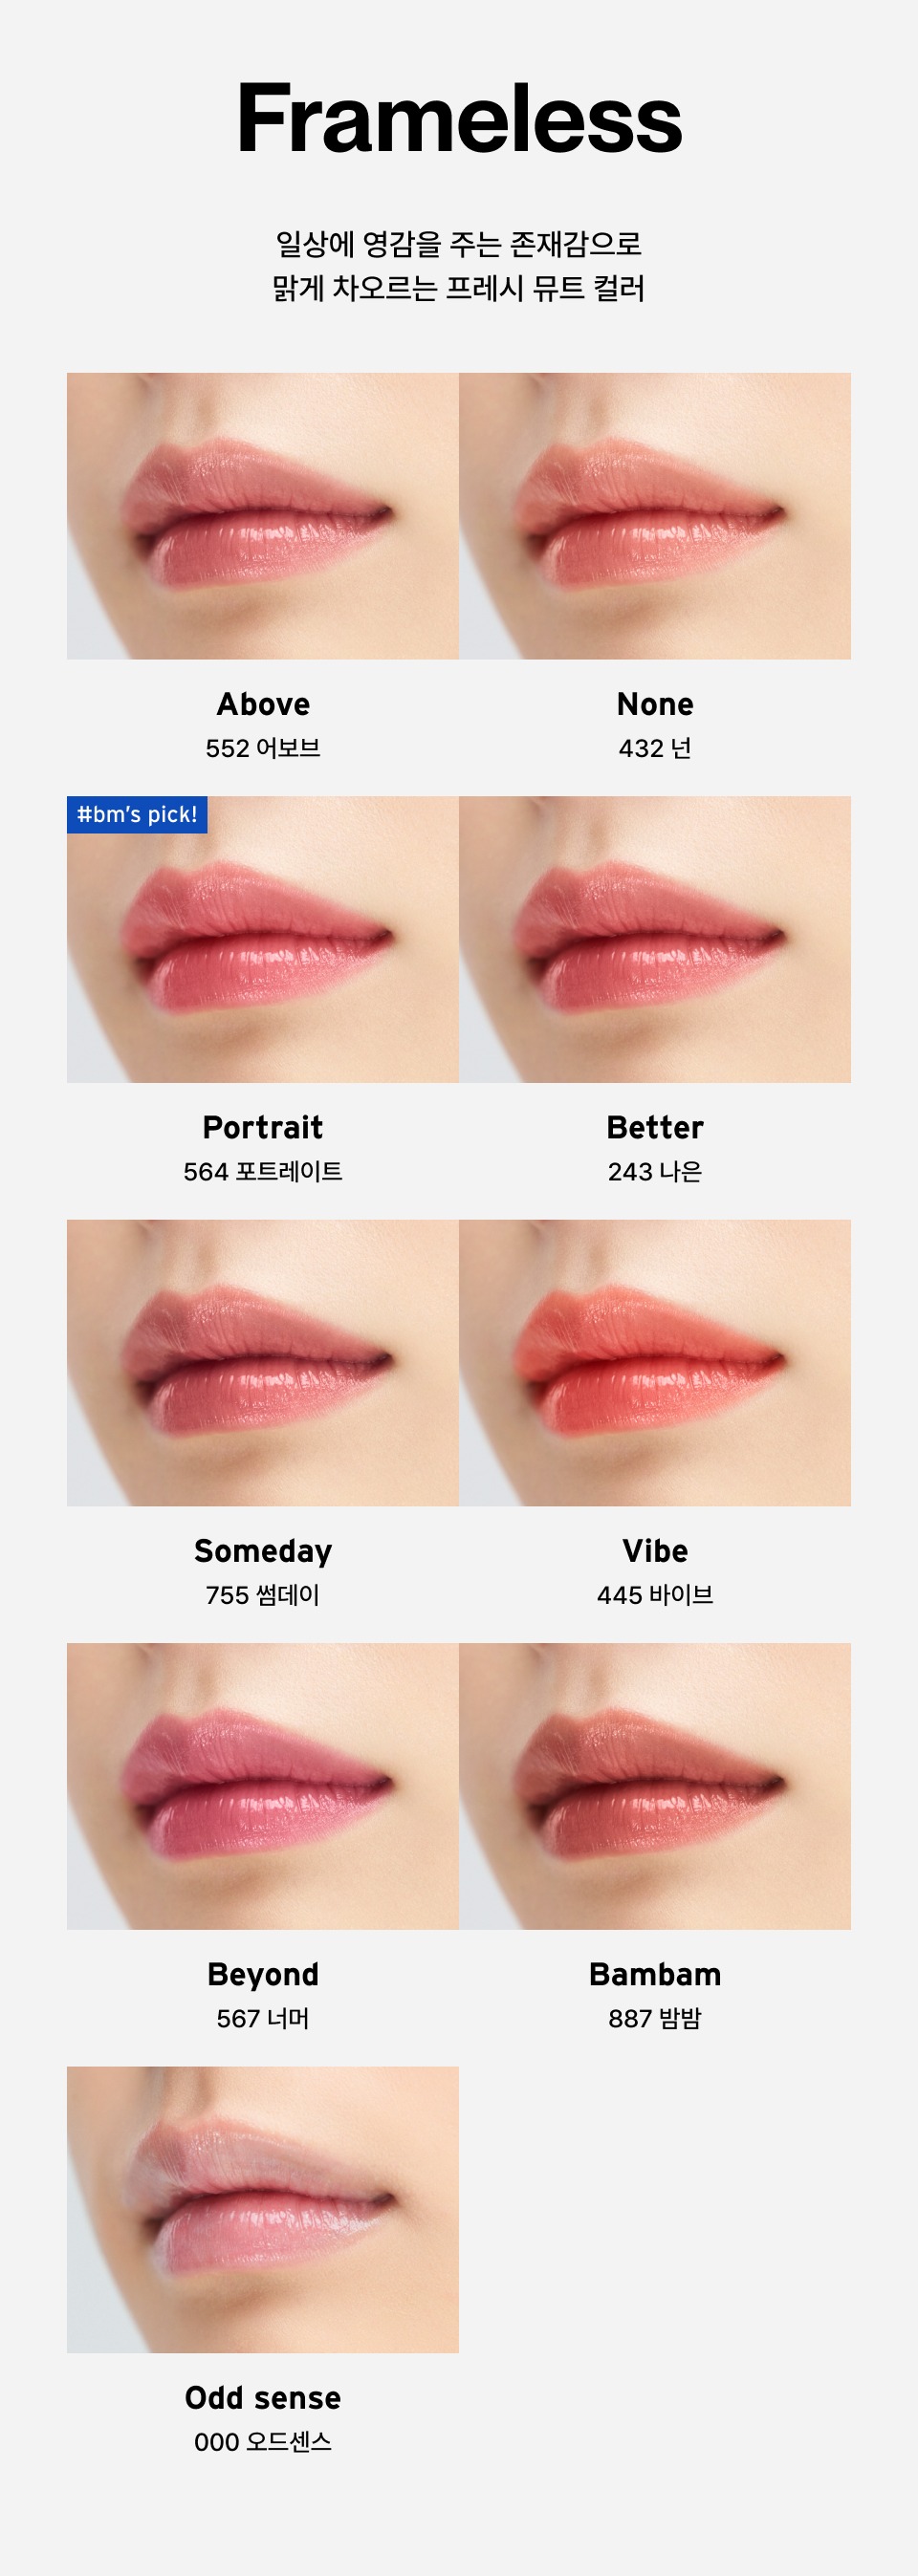 Frameless
일상에 영감을 주는 존재감으로
맑게 차오르는 프레시 뮤트 컬러
Above
552 어보브
None
432 넌
#bm's pick!
Portrait
564 포트레이트
Better
243 나은
Someday
755 썸데이
Vibe
445 바이브
Beyond
567 너머
Bambam
887 밤밤
Odd sense
000 오드센스